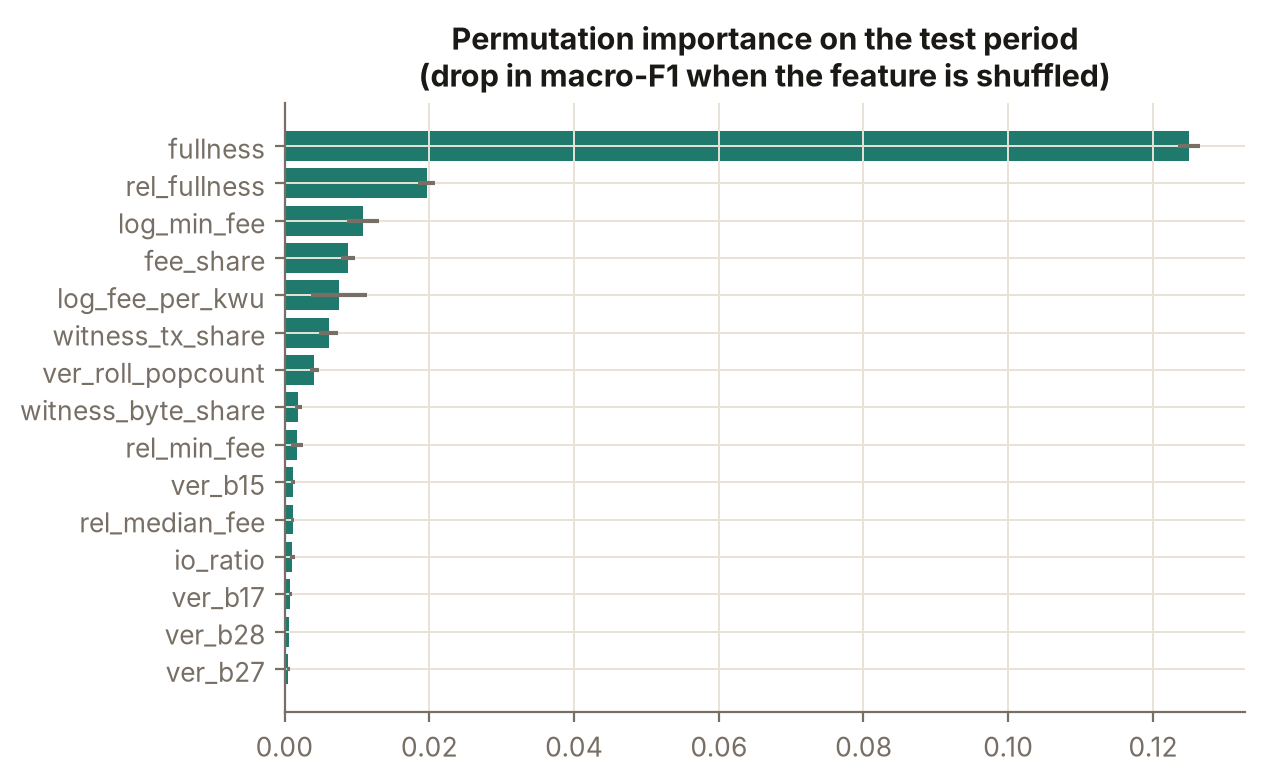 Permutation importance on the test period
(drop in macro-F1 when the feature is shuffled)
fullness
rel_fullness
log_min_fee
fee_share
log_fee_per_kwu
witness_tx_share
ver_roll_popcount
witness_byte_share
rel_min_fee
ver_b15
rel_median_fee
io_ratio
ver_b17
ver_b28
ver_b27
0.00 0.02 0.04 0.06 0.08 0.10 0.12